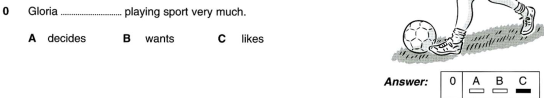 0 Gloria .............................. playing sport very much.
A decides B wants C likes
Answer: 0 A B C